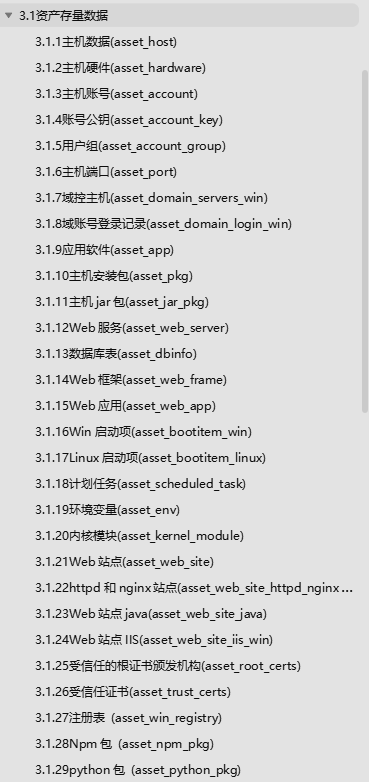 3.1资产存量数据
3.1.1主机数据(asset_host)
3.1.2主机硬件(asset_hardware)
3.1.3主机账号(asset_account)
3.1.4账号公钥(asset_account_key)
3.1.5用户组(asset_account_group)
3.1.6主机端口(asset_port)
3.1.7域控主机(asset_domain_servers_win)
3.1.8域账号登录记录(asset_domain_login_win)
3.1.9应用软件(asset_app)
3.1.10主机安装包(asset_pkg)
3.1.11主机 jar 包(asset_jar_pkg)
3.1.12Web 服务(asset_web_server)
3.1.13数据库表(asset_dbinfo)
3.1.14Web 框架(asset_web_frame)
3.1.15Web 应用(asset_web_app)
3.1.16Win 启动项(asset_bootitem_win)
3.1.17Linux 启动项(asset_bootitem_linux)
3.1.18计划任务(asset_scheduled_task)
3.1.19环境变量(asset_env)
3.1.20内核模块(asset_kernel_module)
3.1.21Web 站点(asset_web_site)
3.1.22httpd 和 nginx 站点(asset_web_site_httpd_nginx ...
3.1.23Web 站点 java(asset_web_site_java)
3.1.24Web 站点 IIS(asset_web_site_iis_win)
3.1.25受信任的根证书颁发机构(asset_root_certs)
3.1.26受信任证书(asset_trust_certs)
3.1.27注册表 (asset_win_registry)
3.1.28Npm 包 (asset_npm_pkg)
3.1.29python 包 (asset_python_pkg)